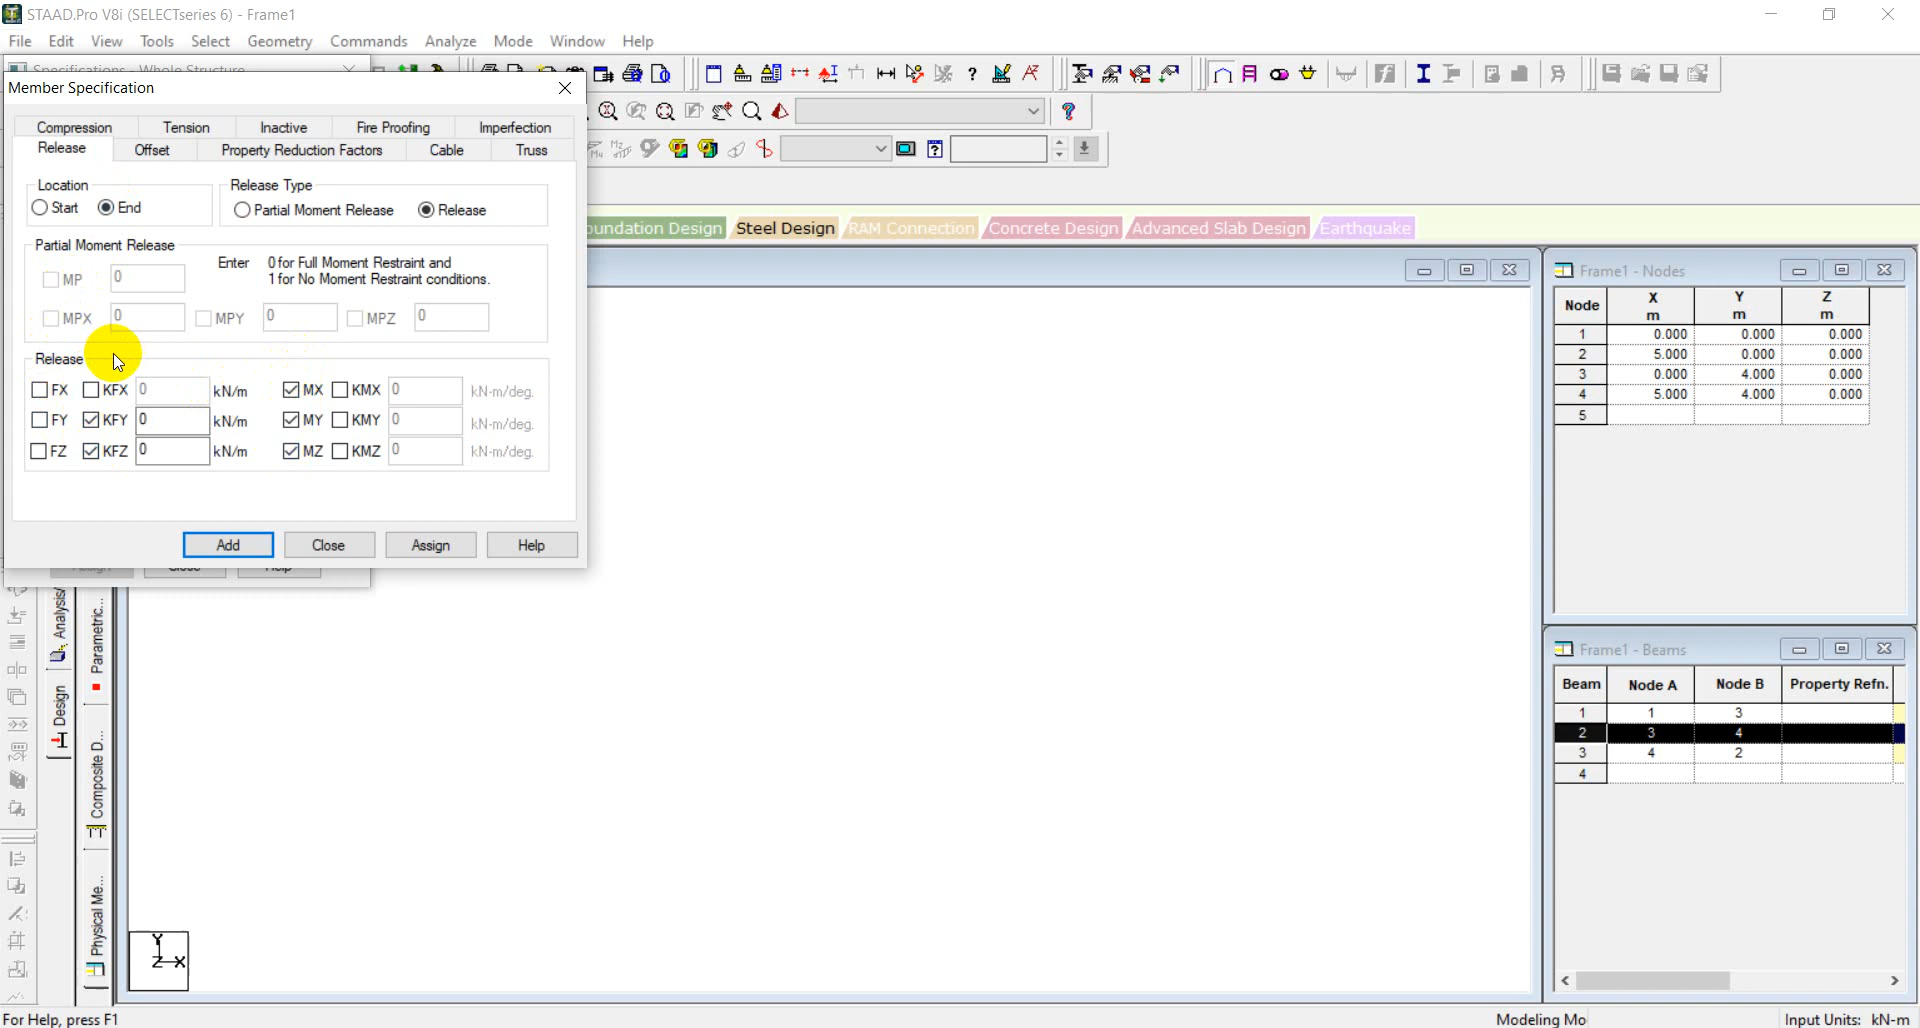 STAAD.Pro V8i (SELECTseries 6) - Frame1
File Edit View Tools Select Geometry Commands Analyze Mode Window Help
Specifications - Whole Structure
Member Specification
Compression Tension Inactive Fire Proofing Imperfection
Release Offset Property Reduction Factors Cable Truss
Location
Start End
Release Type
Partial Moment Release Release
Partial Moment Release
MP 0
Enter 0 for Full Moment Restraint and
1 for No Moment Restraint conditions.
MPX 0 MPY 0 MPZ 0
Release
FX KFX 0 kN/m MX KMX 0 kN-m/deg.
FY KFY 0 kN/m MY KMY 0 kN-m/deg.
FZ KFZ 0 kN/m MZ KMZ 0 kN-m/deg.
Add Close Assign Help
oundation Design Steel Design RAM Connection Concrete Design Advanced Slab Design Earthquake
Frame1 - Nodes
Node X m Y m Z m
1 0.000 0.000 0.000
2 5.000 0.000 0.000
3 0.000 4.000 0.000
4 5.000 4.000 0.000
5
Frame1 - Beams
Beam Node A Node B Property Refn.
1 1 3
2 3 4
3 4 2
4
Analysis/
Design
Parametric...
Composite D...
Physical Me...
Y
Z X
For Help, press F1
Modeling Mo
Input Units: kN-m